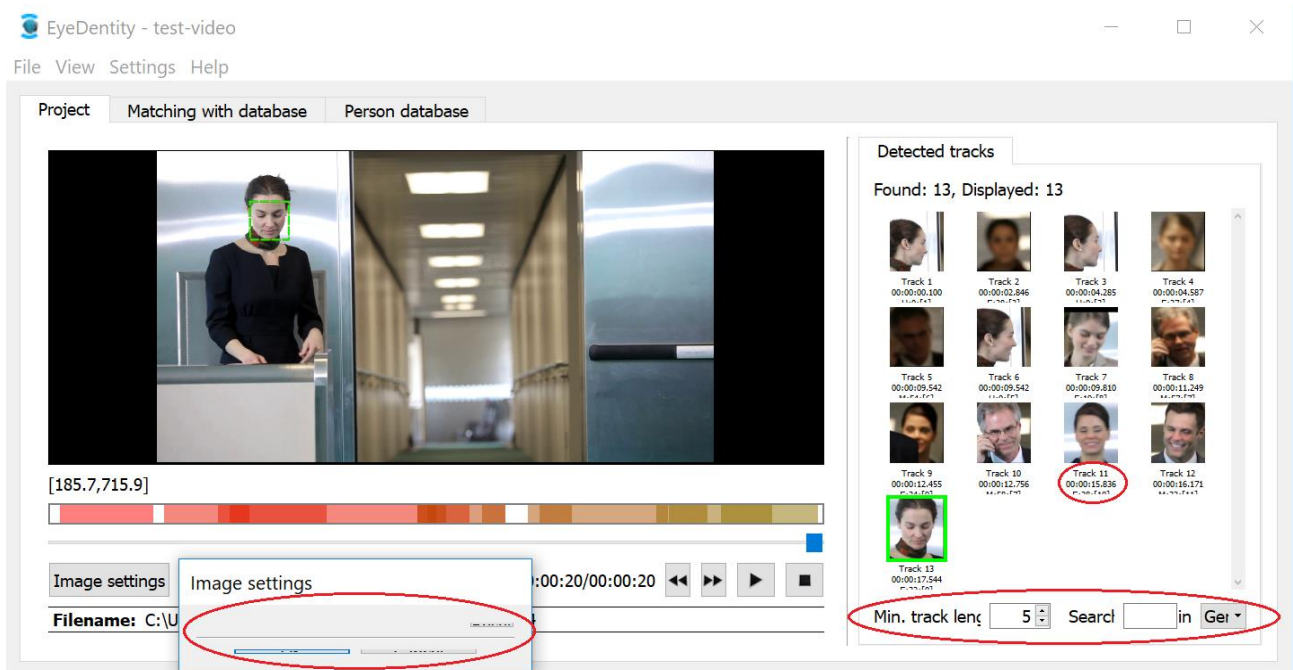 EyeDentity - test-video
File View Settings Help
Project Matching with database Person database
Detected tracks
Found: 13, Displayed: 13
Track 1 Track 2 Track 3 Track 4
00:00:00.100 00:00:02.846 00:00:04.285 00:00:04.587
Track 5 Track 6 Track 7 Track 8
00:00:09.542 00:00:09.542 00:00:09.810 00:00:11.249
Track 9 Track 10 Track 11 Track 12
00:00:12.455 00:00:12.756 00:00:15.836 00:00:16.171
Track 13
00:00:17.544
[185.7,715.9]
Image settings
Image settings
:00:20/00:00:20
Filename: C:\U
Min. track leng 5 Search in Ger